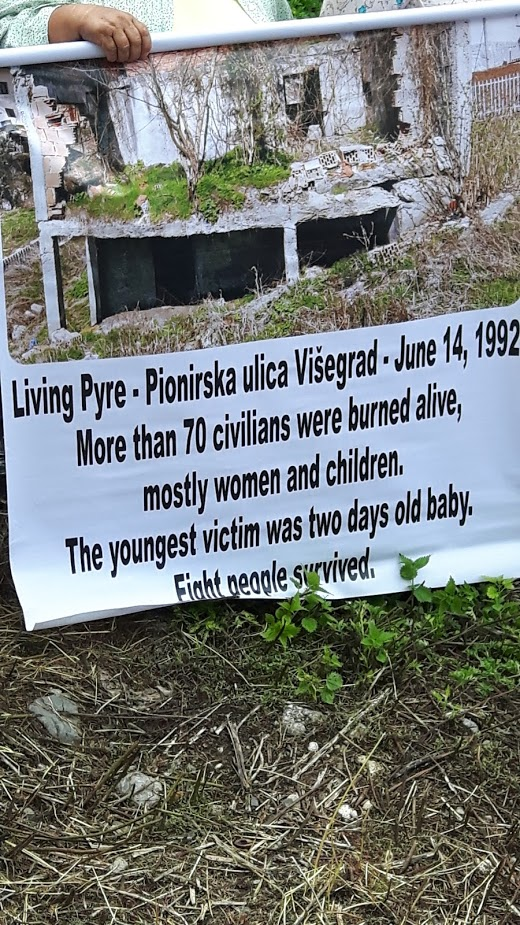 Living Pyre - Pionirska ulica Višegrad - June 14, 1992
More than 70 civilians were burned alive,
mostly women and children.
The youngest victim was two days old baby.
Eight people survived.